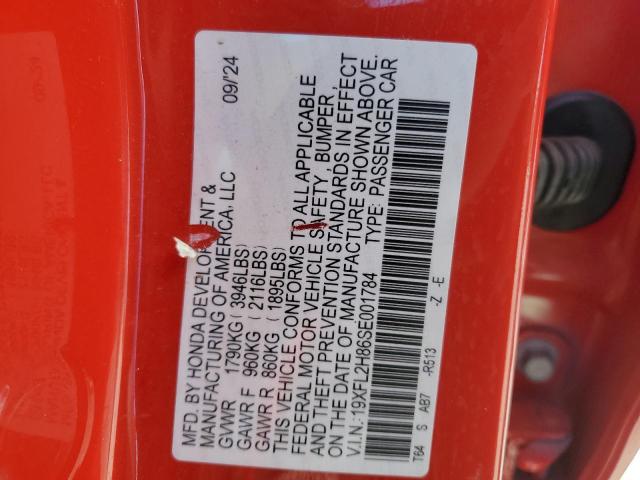 MFD. BY HONDA DEVELOPMENT &
MANUFACTURING OF AMERICA, LLC 09/'24
GVWR 1790KG ( 3946LBS)
GAWR F 960KG ( 2116LBS)
GAWR R 860KG ( 1895LBS)
THIS VEHICLE CONFORMS TO ALL APPLICABLE
FEDERAL MOTOR VEHICLE SAFETY, BUMPER,
AND THEFT PREVENTION STANDARDS IN EFFECT
ON THE DATE OF MANUFACTURE SHOWN ABOVE.
V.I.N.: 19XFL2H86SE001784 TYPE: PASSENGER CAR
T64 S AB7 -R513 -Z -E